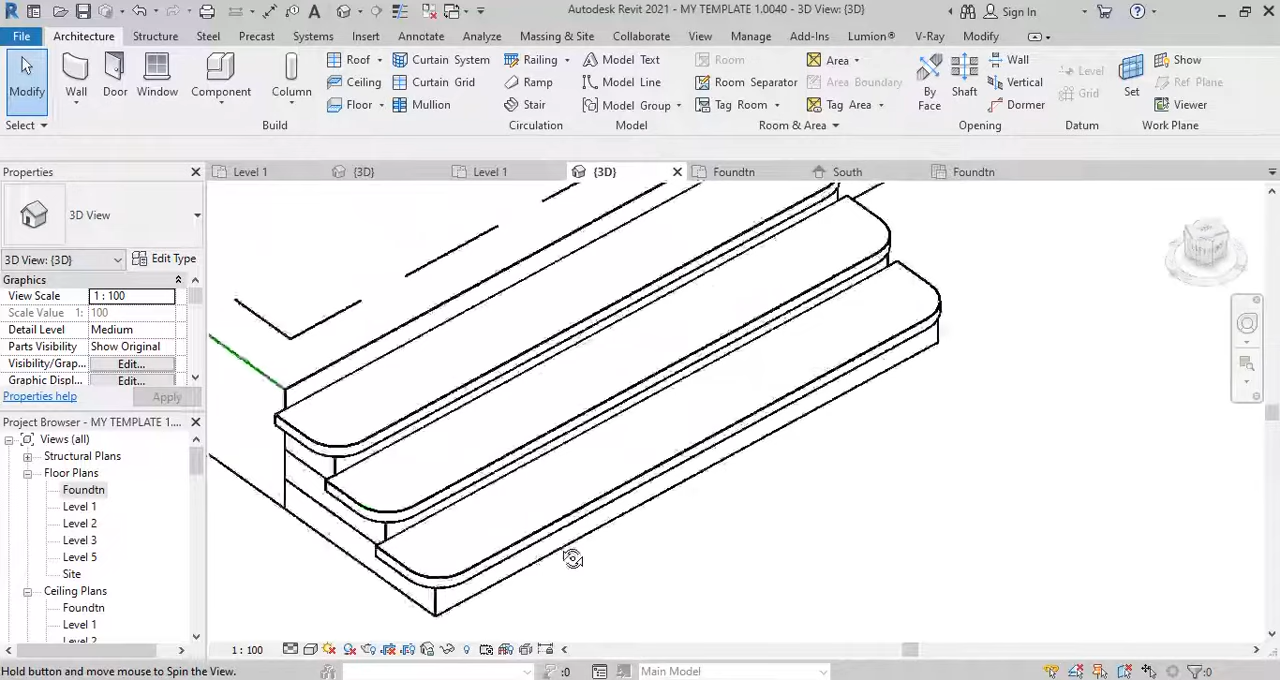 Autodesk Revit 2021 - MY TEMPLATE 1.0040 - 3D View: {3D}
Sign In
File Architecture Structure Steel Precast Systems Insert Annotate Analyze Massing & Site Collaborate View Manage Add-Ins Lumion® V-Ray Modify
Modify
Wall
Door
Window
Component
Column
Roof
Ceiling
Floor
Curtain System
Curtain Grid
Mullion
Railing
Ramp
Stair
Model Text
Model Line
Model Group
Room
Room Separator
Tag Room
Area
Area Boundary
Tag Area
By
Face
Shaft
Wall
Vertical
Dormer
Level
Grid
Set
Show
Ref Plane
Viewer
Select
Build
Circulation
Model
Room & Area
Opening
Datum
Work Plane
Properties
Level 1
{3D}
Level 1
{3D}
Foundtn
South
Foundtn
3D View
3D View: {3D}
Edit Type
Graphics
View Scale 1 : 100
Scale Value 1: 100
Detail Level Medium
Parts Visibility Show Original
Visibility/Grap... Edit...
Graphic Displ... Edit...
Properties help
Apply
Project Browser - MY TEMPLATE 1....
Views (all)
Structural Plans
Floor Plans
Foundtn
Level 1
Level 2
Level 3
Level 5
Site
Ceiling Plans
Foundtn
Level 1
Level 2
1 : 100
Hold button and move mouse to Spin the View.
:0
Main Model
:0